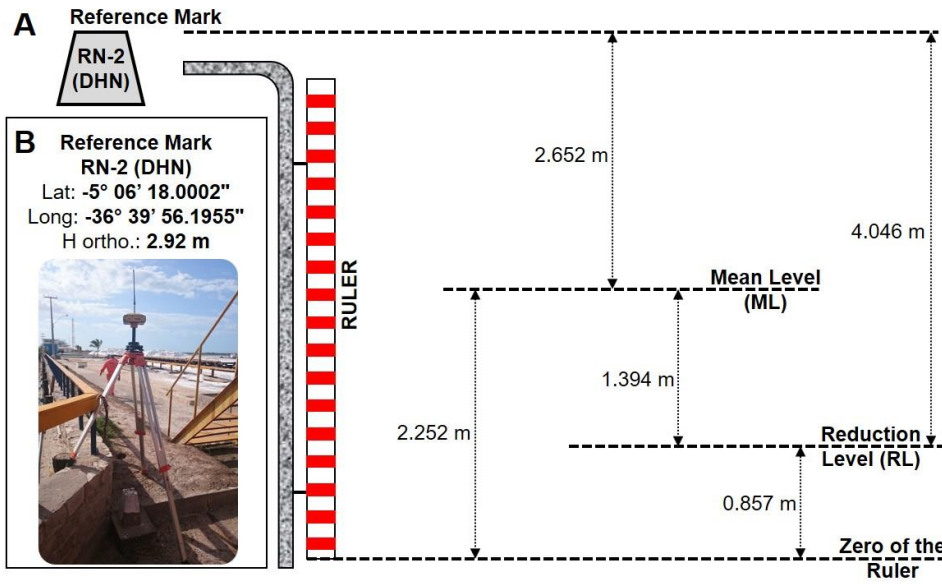 A
Reference Mark
RN-2
(DHN)
B
Reference Mark
RN-2 (DHN)
Lat: -5° 06’ 18.0002"
Long: -36° 39’ 56.1955"
H ortho.: 2.92 m
RULER
2.652 m
4.046 m
Mean Level
(ML)
1.394 m
2.252 m
Reduction
Level (RL)
0.857 m
Zero of the
Ruler